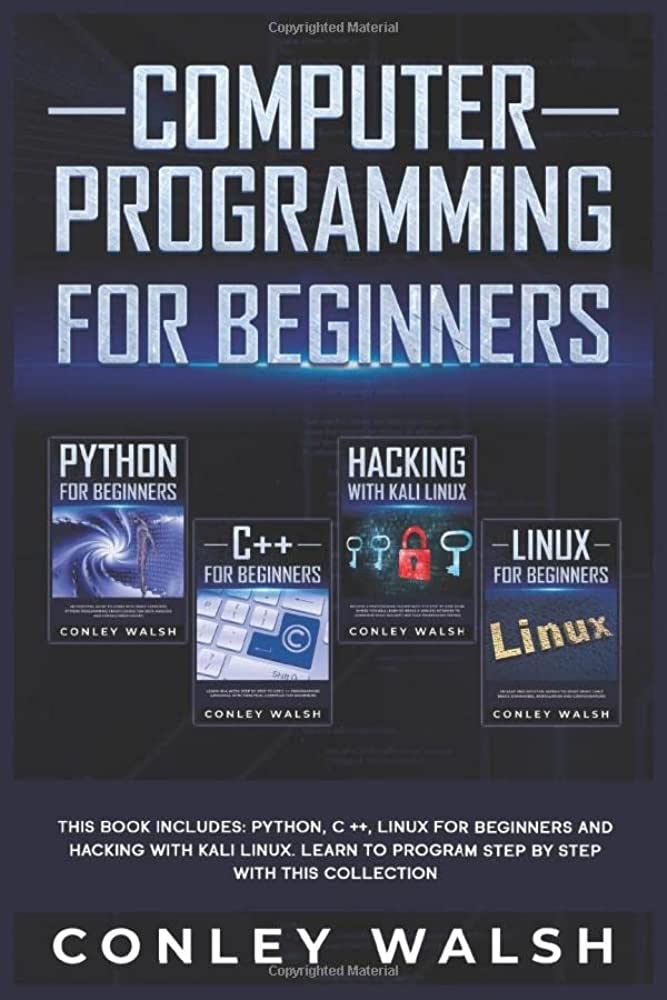 Copyrighted Material
COMPUTER
PROGRAMMING
FOR BEGINNERS
PYTHON
FOR BEGINNERS
CONLEY WALSH
C++
FOR BEGINNERS
©
CONLEY WALSH
HACKING
WITH KALI LINUX
CONLEY WALSH
LINUX
FOR BEGINNERS
Linux
CONLEY WALSH
THIS BOOK INCLUDES: PYTHON, C ++, LINUX FOR BEGINNERS AND
HACKING WITH KALI LINUX. LEARN TO PROGRAM STEP BY STEP
WITH THIS COLLECTION
CONLEY WALSH
Copyrighted Material